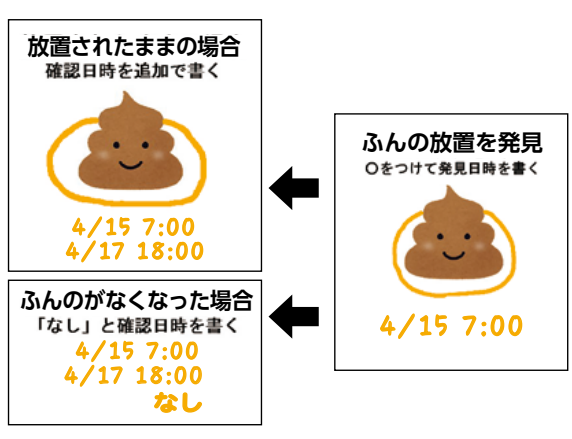 放置されたままの場合
確認日時を追加で書く
4/15 7:00
4/17 18:00
ふんの放置を発見
〇をつけて発見日時を書く
4/15 7:00
ふんのがなくなった場合
「なし」と確認日時を書く
4/15 7:00
4/17 18:00
なし